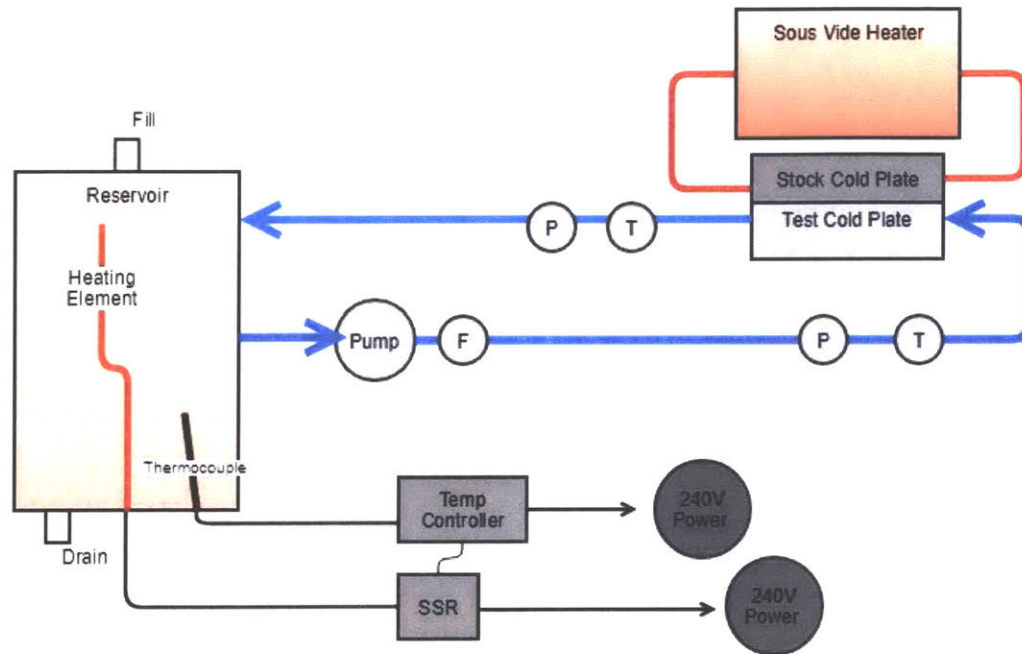 Sous Vide Heater
Fill
Reservoir
Stock Cold Plate
Test Cold Plate
P
T
Heating
Element
Pump
F
P
T
Thermocouple
Temp
Controller
240V
Power
Drain
SSR
240V
Power